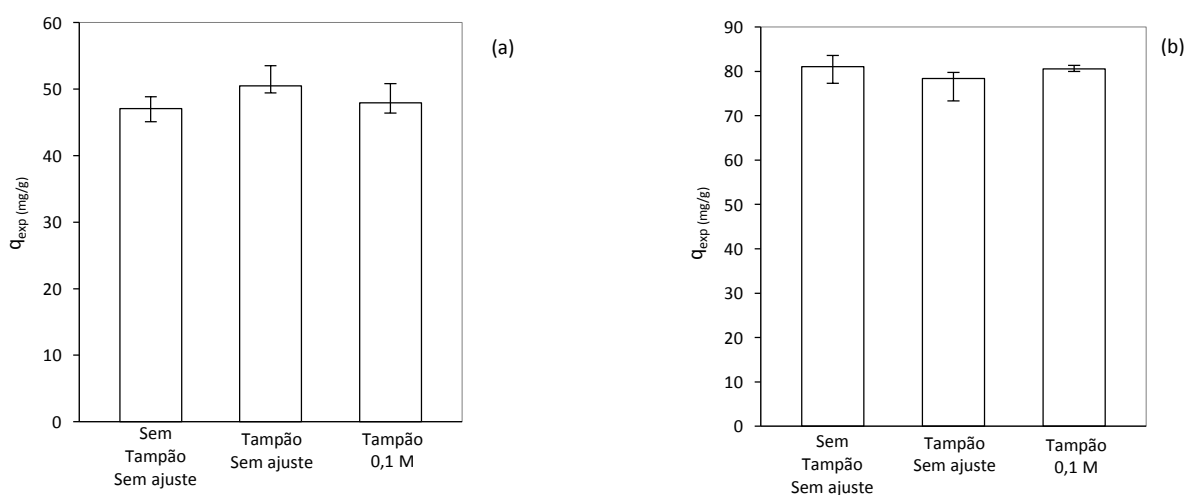 60
50
40
30
20
10
0
qexp (mg/g)
(a)
Sem
Tampão
Sem ajuste
Tampão
Sem ajuste
Tampão
0,1 M
90
80
70
60
50
40
30
20
10
0
qexp (mg/g)
(b)
Sem
Tampão
Sem ajuste
Tampão
Sem ajuste
Tampão
0,1 M